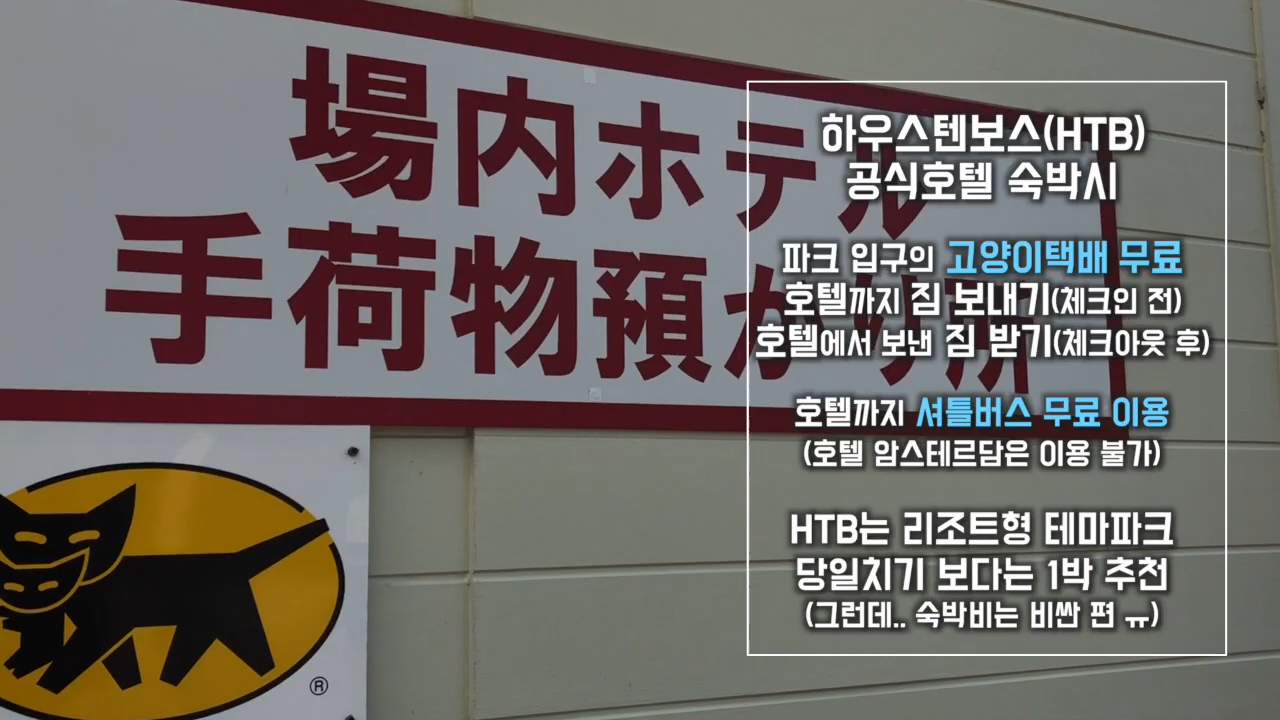 場内ホテル
手荷物預かり所
®
하우스텐보스(HTB)
공식호텔 숙박시
파크 입구의 고양이택배 무료
호텔까지 짐 보내기(체크인 전)
호텔에서 보낸 짐 받기(체크아웃 후)
호텔까지 셔틀버스 무료 이용
(호텔 암스테르담은 이용 불가)
HTB는 리조트형 테마파크
당일치기 보다는 1박 추천
(그런데.. 숙박비는 비싼 편 ㅠ)